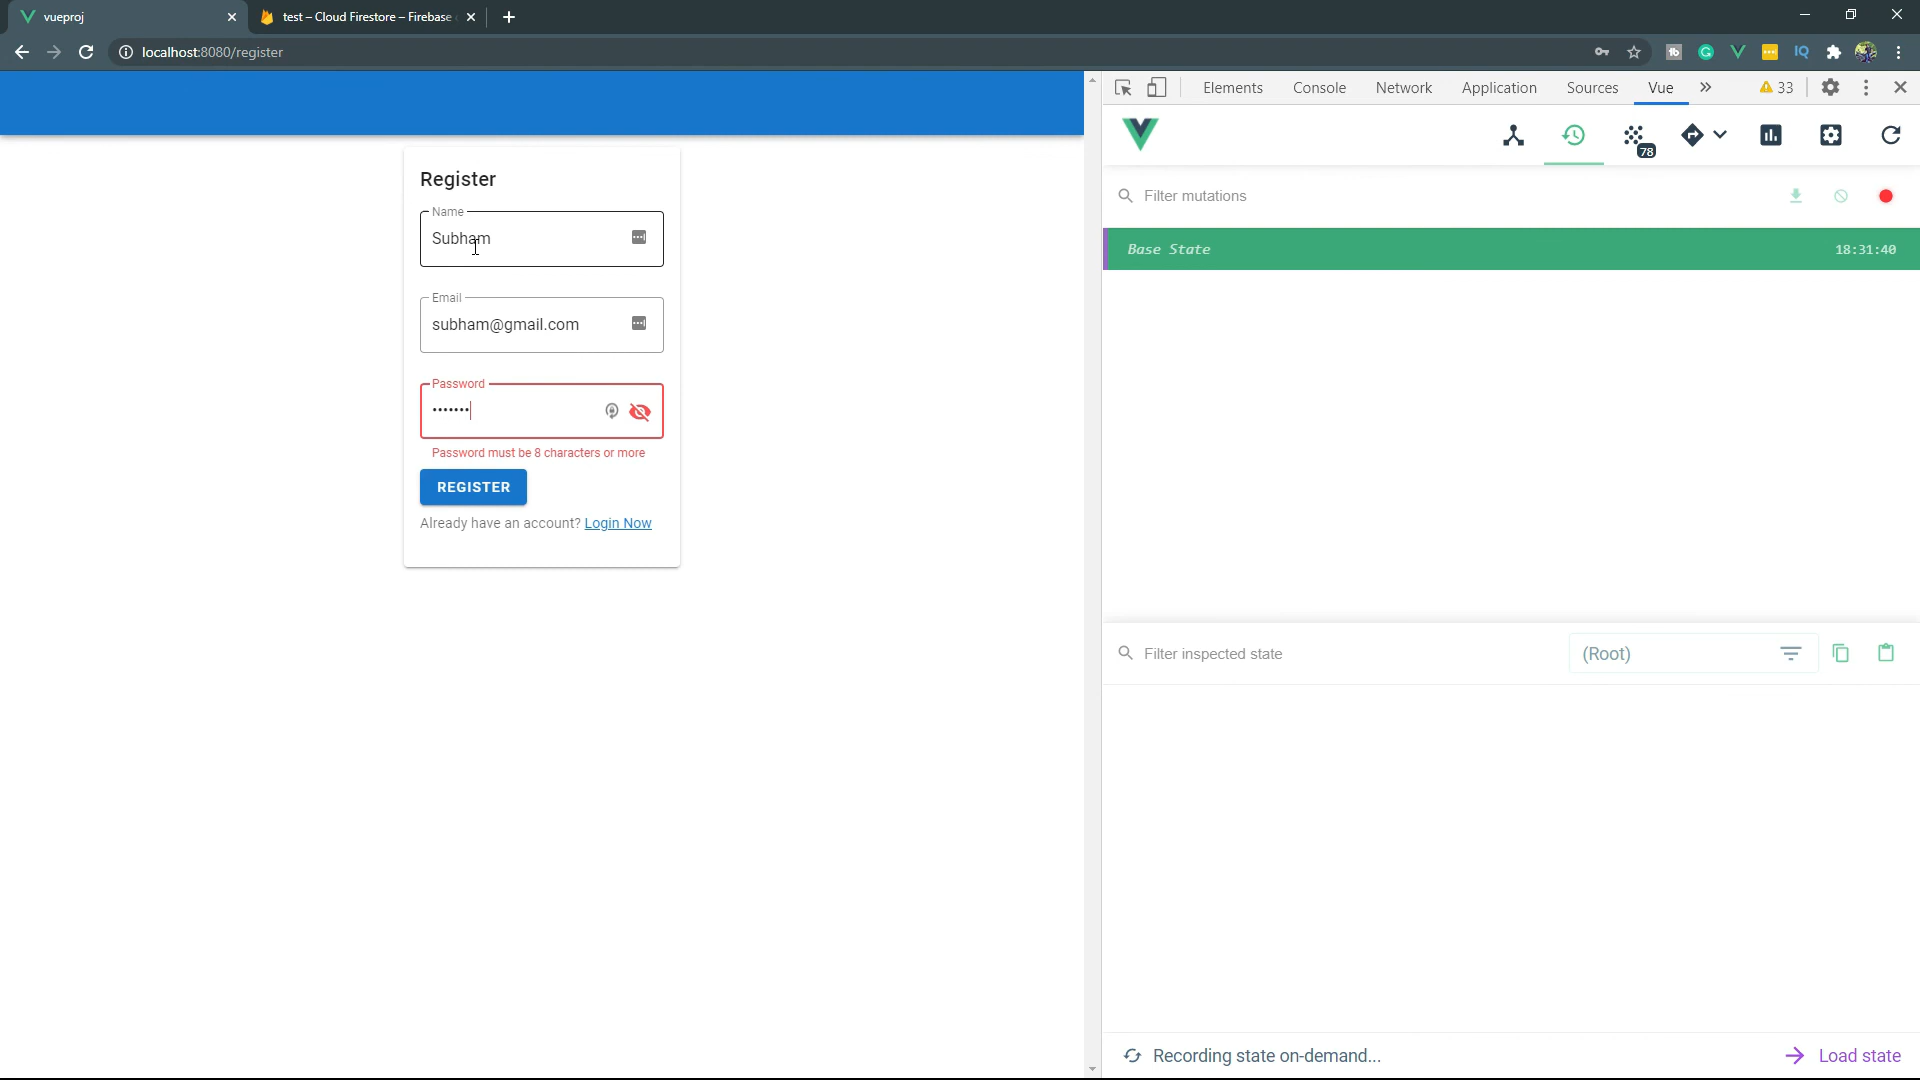 vueproj
test – Cloud Firestore – Firebase
localhost:8080/register
Elements
Console
Network
Application
Sources
Vue
33
78
Filter mutations
Base State
18:31:40
Register
Name
Subham
Email
subham@gmail.com
Password
•••••••
Password must be 8 characters or more
REGISTER
Already have an account? Login Now
Filter inspected state
(Root)
Recording state on-demand...
Load state